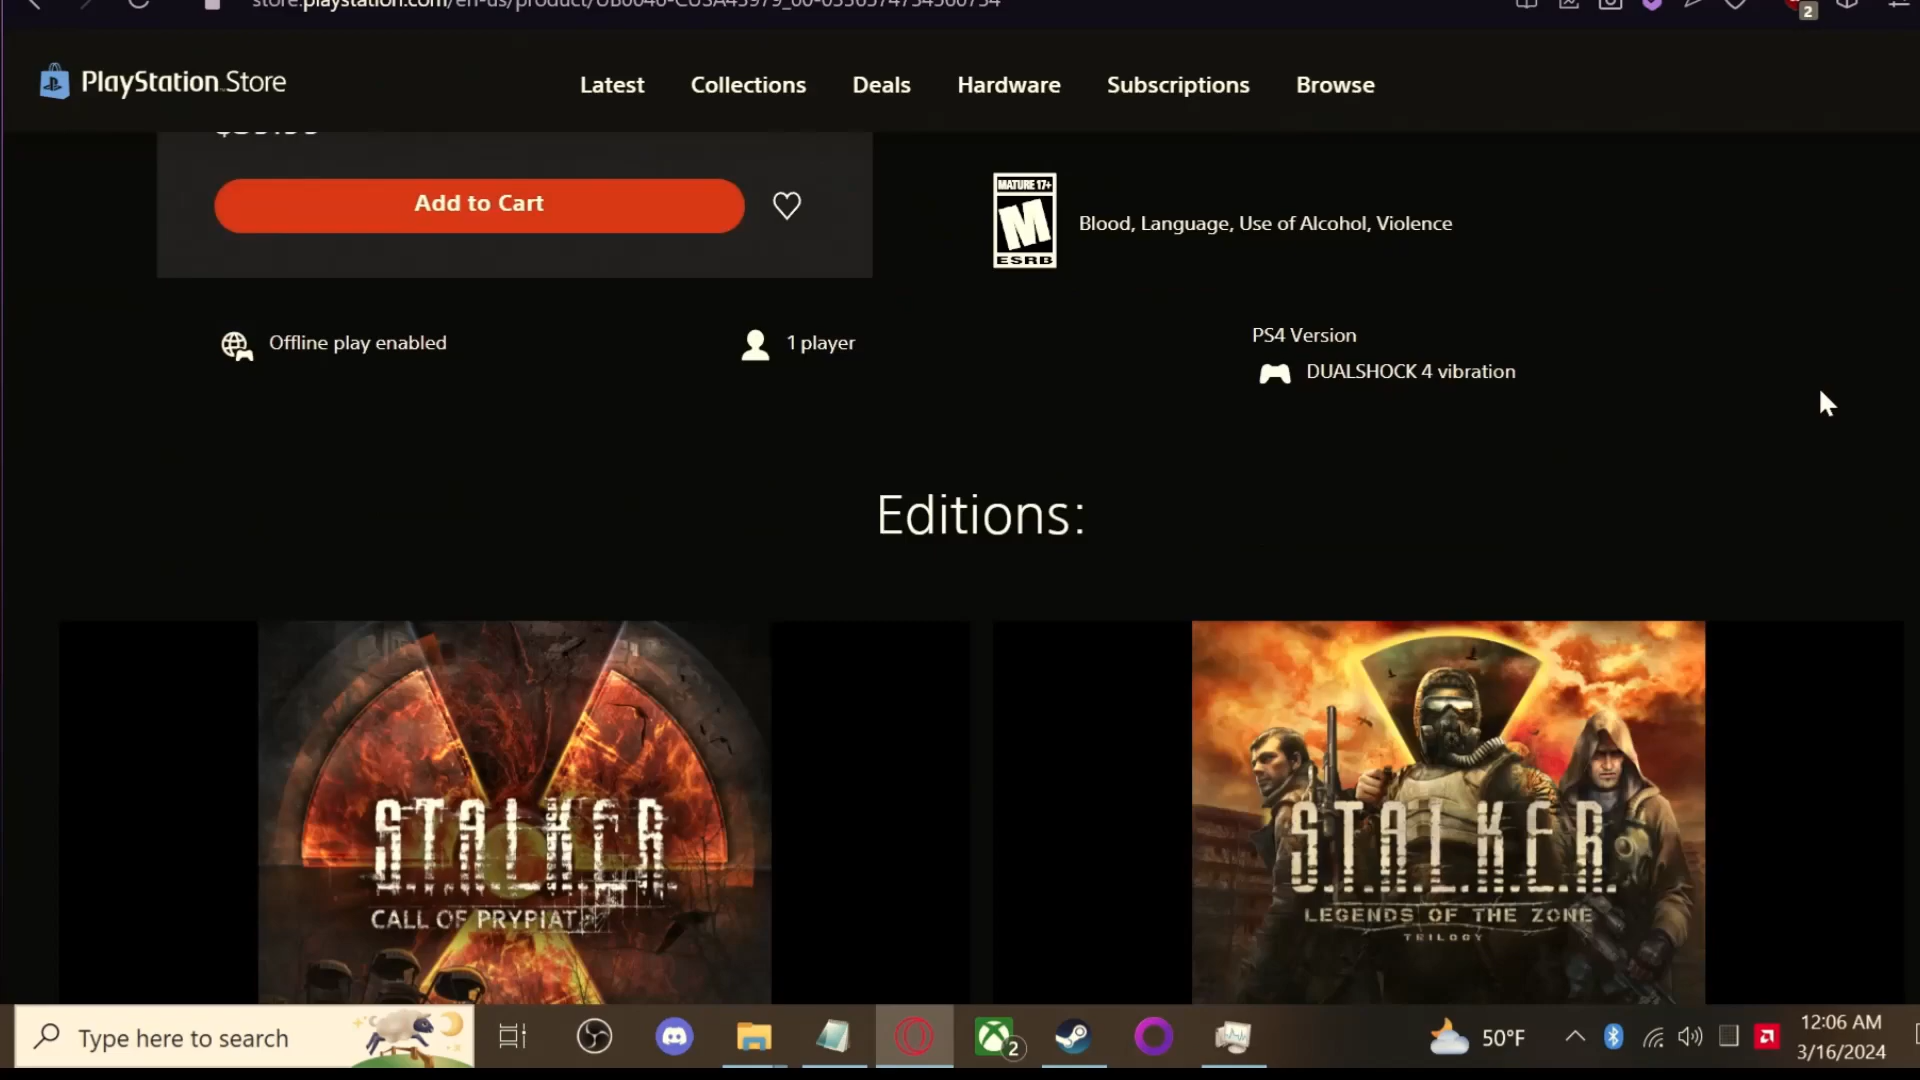 PlayStation Store
Latest
Collections
Deals
Hardware
Subscriptions
Browse
Add to Cart
MATURE 17+
M
ESRB
Blood, Language, Use of Alcohol, Violence
Offline play enabled
1 player
PS4 Version
DUALSHOCK 4 vibration
Editions:
S.T.A.L.K.E.R.
CALL OF PRYPIAT
S.T.A.L.K.E.R.
LEGENDS OF THE ZONE
TRILOGY
Type here to search
2
2
50°F
12:06 AM
3/16/2024